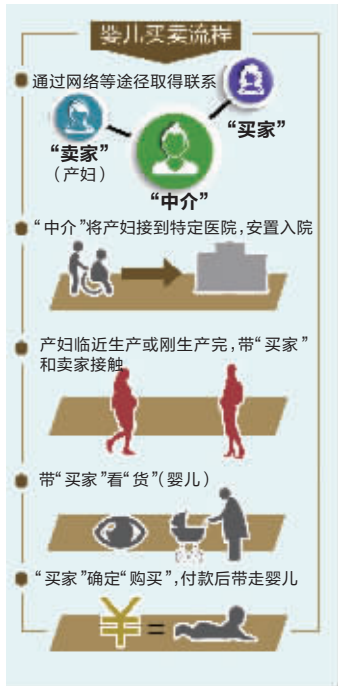 婴儿买卖流程
通过网络等途径取得联系
“买家”
“卖家”
（产妇）
“中介”
“中介”将产妇接到特定医院，安置入院
产妇临近生产或刚生产完，带“买家”
和卖家接触
带“买家”看“货”（婴儿）
“买家”确定“购买”，付款后带走婴儿
¥=